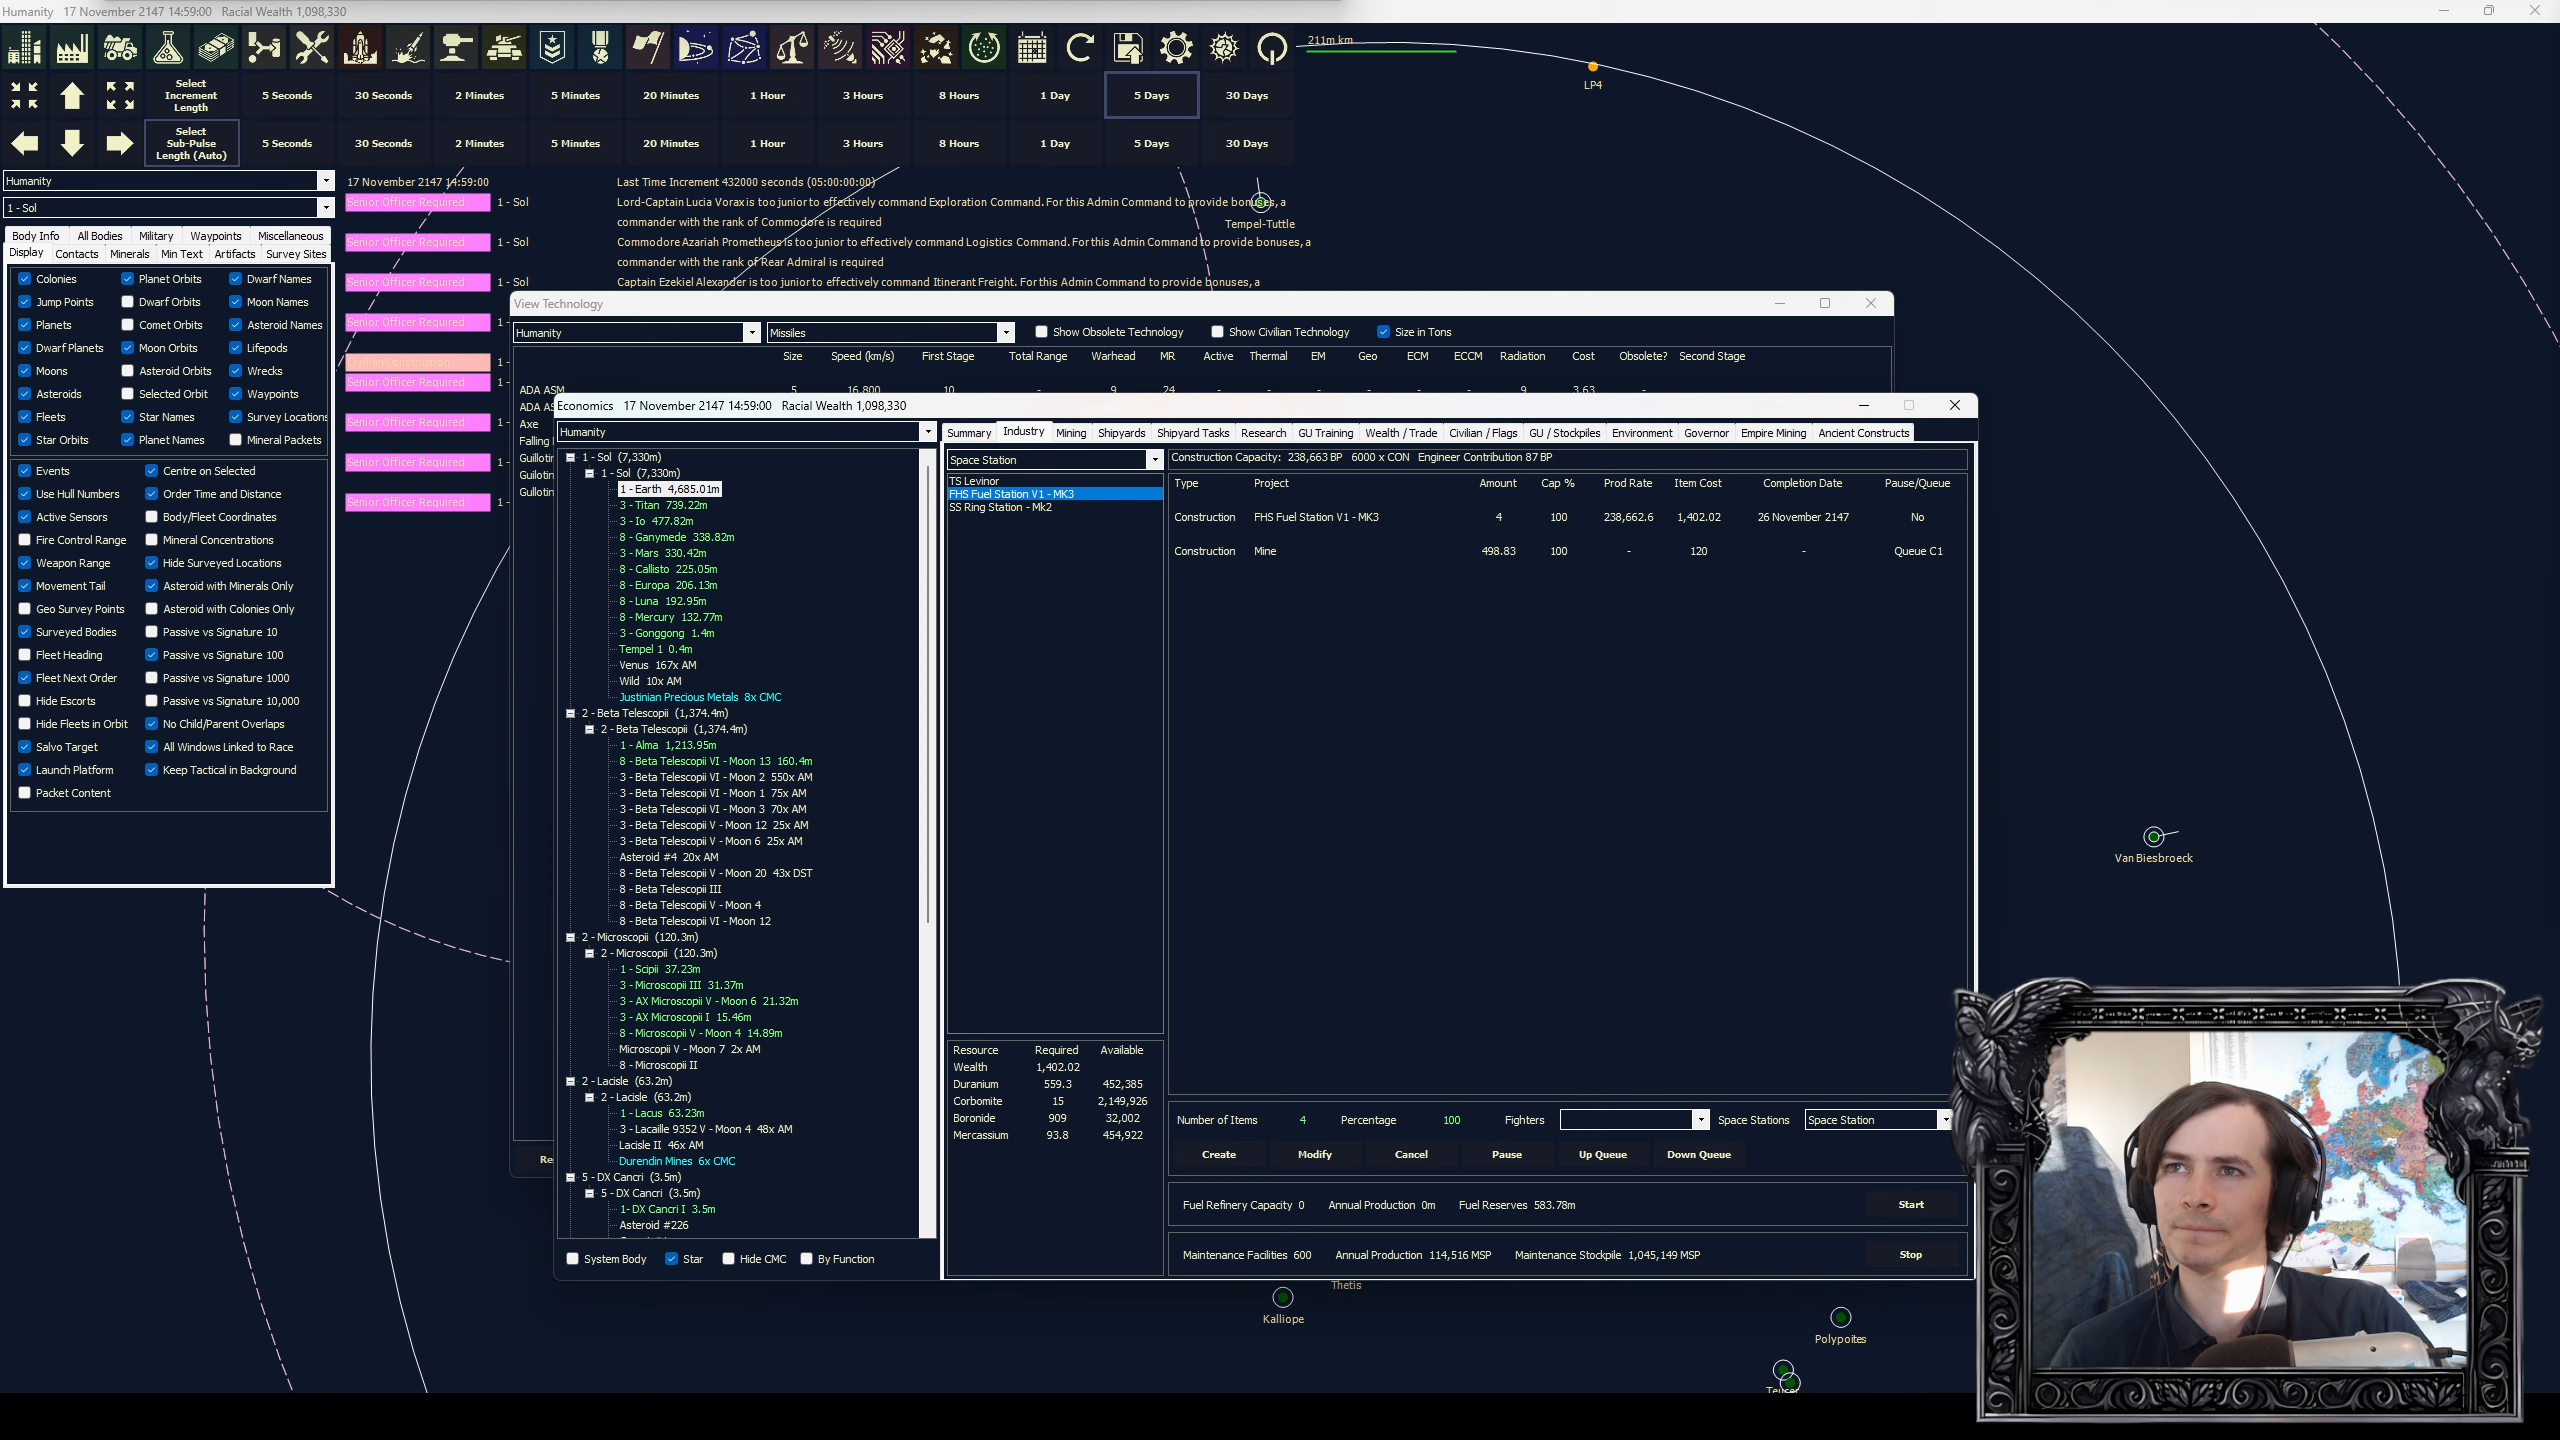 Humanity 17 November 2147 14:59:00 Racial Wealth 1,098,330
211m km
LP4
Select Increment Length 5 Seconds 30 Seconds 2 Minutes 5 Minutes 20 Minutes 1 Hour 3 Hours 8 Hours 1 Day 5 Days 30 Days
Select Sub-Pulse Length (Auto) 5 Seconds 30 Seconds 2 Minutes 5 Minutes 20 Minutes 1 Hour 3 Hours 8 Hours 1 Day 5 Days 30 Days
Humanity
1 - Sol
Body Info All Bodies Military Waypoints Miscellaneous
Display Contacts Minerals Min Text Artifacts Survey Sites
Colonies Planet Orbits Dwarf Names
Jump Points Dwarf Orbits Moon Names
Planets Comet Orbits Asteroid Names
Dwarf Planets Moon Orbits Lifepods
Moons Asteroid Orbits Wrecks
Asteroids Selected Orbit Waypoints
Fleets Star Names Survey Locations
Star Orbits Planet Names Mineral Packets
Events Centre on Selected
Use Hull Numbers Order Time and Distance
Active Sensors Body/Fleet Coordinates
Fire Control Range Mineral Concentrations
Weapon Range Hide Surveyed Locations
Movement Tail Asteroid with Minerals Only
Geo Survey Points Asteroid with Colonies Only
Surveyed Bodies Passive vs Signature 10
Fleet Heading Passive vs Signature 100
Fleet Next Order Passive vs Signature 1000
Hide Escorts Passive vs Signature 10,000
Hide Fleets in Orbit No Child/Parent Overlaps
Salvo Target All Windows Linked to Race
Launch Platform Keep Tactical in Background
Packet Content
17 November 2147 14:59:00 Last Time Increment 432000 seconds (05:00:00:00)
Senior Officer Required 1 - Sol Lord-Captain Lucia Vorax is too junior to effectively command Exploration Command. For this Admin Command to provide bonuses, a
commander with the rank of Commodore is required
Senior Officer Required 1 - Sol Commodore Azariah Prometheus is too junior to effectively command Logistics Command. For this Admin Command to provide bonuses, a
commander with the rank of Rear Admiral is required
Senior Officer Required 1 - Sol Captain Ezekiel Alexander is too junior to effectively command Itinerant Freight. For this Admin Command to provide bonuses, a
Senior Officer Required 1 -
Civilian Construction 1 -
Senior Officer Required 1 -
Senior Officer Required 1 -
Senior Officer Required 1 -
Senior Officer Required 1 -
Tempel-Tuttle
View Technology
Humanity Missiles Show Obsolete Technology Show Civilian Technology Size in Tons
Size Speed (km/s) First Stage Total Range Warhead MR Active Thermal EM Geo ECM ECCM Radiation Cost Obsolete? Second Stage
ADA ASM 5 16,800 10 - 9 24 - - - - - - 9 3.63 -
ADA AS
Axe
Falling
Guillotin
Guilotin
Gullotin
Re
Economics 17 November 2147 14:59:00 Racial Wealth 1,098,330
Humanity
1 - Sol (7,330m)
1 - Sol (7,330m)
1 - Earth 4,685.01m
3 - Titan 739.22m
3 - Io 477.82m
8 - Ganymede 338.82m
3 - Mars 330.42m
8 - Callisto 225.05m
8 - Europa 206.13m
8 - Luna 192.95m
8 - Mercury 132.77m
3 - Gonggong 1.4m
Tempel 1 0.4m
Venus 167x AM
Wild 10x AM
Justinian Precious Metals 8x CMC
2 - Beta Telescopii (1,374.4m)
2 - Beta Telescopii (1,374.4m)
1 - Alma 1,213.95m
8 - Beta Telescopii VI - Moon 13 160.4m
3 - Beta Telescopii VI - Moon 2 550x AM
3 - Beta Telescopii VI - Moon 1 75x AM
3 - Beta Telescopii VI - Moon 3 70x AM
3 - Beta Telescopii V - Moon 12 25x AM
3 - Beta Telescopii V - Moon 6 25x AM
Asteroid #4 20x AM
8 - Beta Telescopii V - Moon 20 43x DST
8 - Beta Telescopii III
8 - Beta Telescopii V - Moon 4
8 - Beta Telescopii VI - Moon 12
2 - Microscopii (120.3m)
2 - Microscopii (120.3m)
1 - Scipii 37.23m
3 - Microscopii III 31.37m
3 - AX Microscopii V - Moon 6 21.32m
3 - AX Microscopii I 15.46m
8 - Microscopii V - Moon 4 14.89m
Microscopii V - Moon 7 2x AM
8 - Microscopii II
2 - Lacisle (63.2m)
2 - Lacisle (63.2m)
1 - Lacus 63.23m
3 - Lacaille 9352 V - Moon 4 48x AM
Lacisle II 46x AM
Durendin Mines 6x CMC
5 - DX Cancri (3.5m)
5 - DX Cancri (3.5m)
1- DX Cancri I 3.5m
Asteroid #226
System Body Star Hide CMC By Function
Summary Industry Mining Shipyards Shipyard Tasks Research GU Training Wealth / Trade Civilian / Flags GU / Stockpiles Environment Governor Empire Mining Ancient Constructs
Space Station Construction Capacity: 238,663 BP 6000 x CON Engineer Contribution 87 BP
TS Levinor
FHS Fuel Station V1 - MK3
SS Ring Station - Mk2
Type Project Amount Cap % Prod Rate Item Cost Completion Date Pause/Queue
Construction FHS Fuel Station V1 - MK3 4 100 238,662.6 1,402.02 26 November 2147 No
Construction Mine 498.83 100 - 120 - Queue C1
Resource Required Available
Wealth 1,402.02
Duranium 559.3 452,385
Corbomite 15 2,149,926
Boronide 909 32,002
Mercassium 93.8 454,922
Number of Items 4 Percentage 100 Fighters Space Stations Space Station
Create Modify Cancel Pause Up Queue Down Queue
Fuel Refinery Capacity 0 Annual Production 0m Fuel Reserves 583.78m Start
Maintenance Facilities 600 Annual Production 114,516 MSP Maintenance Stockpile 1,045,149 MSP Stop
Van Biesbroeck
Thetis
Kalliope
Polypoites
Teucer